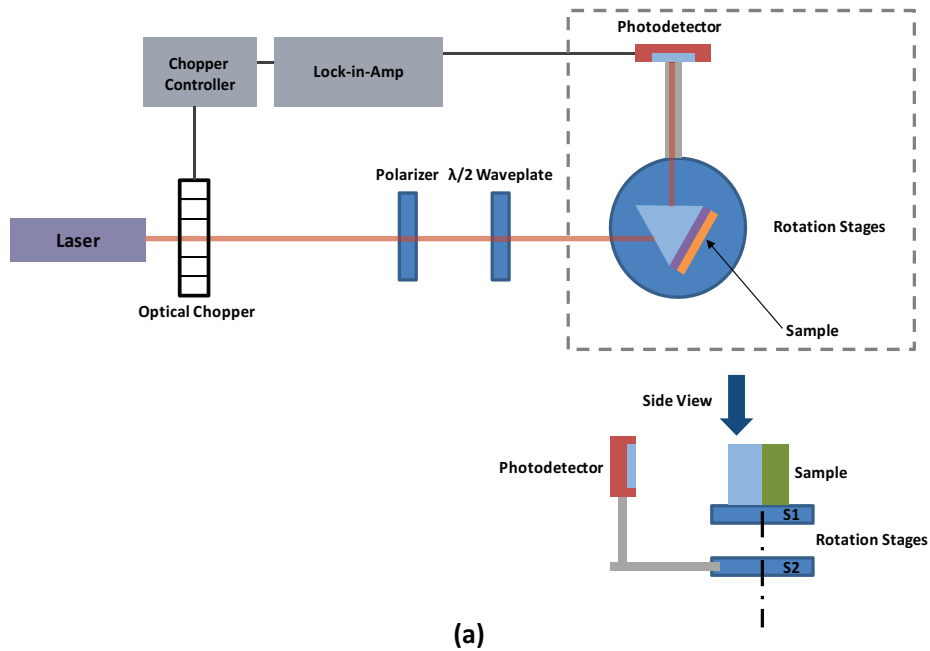 Photodetector
Chopper
Controller
Lock-in-Amp
Polarizer λ/2 Waveplate
Laser
Rotation Stages
Optical Chopper
Sample
Side View
Photodetector
Sample
S1
Rotation Stages
S2
(a)